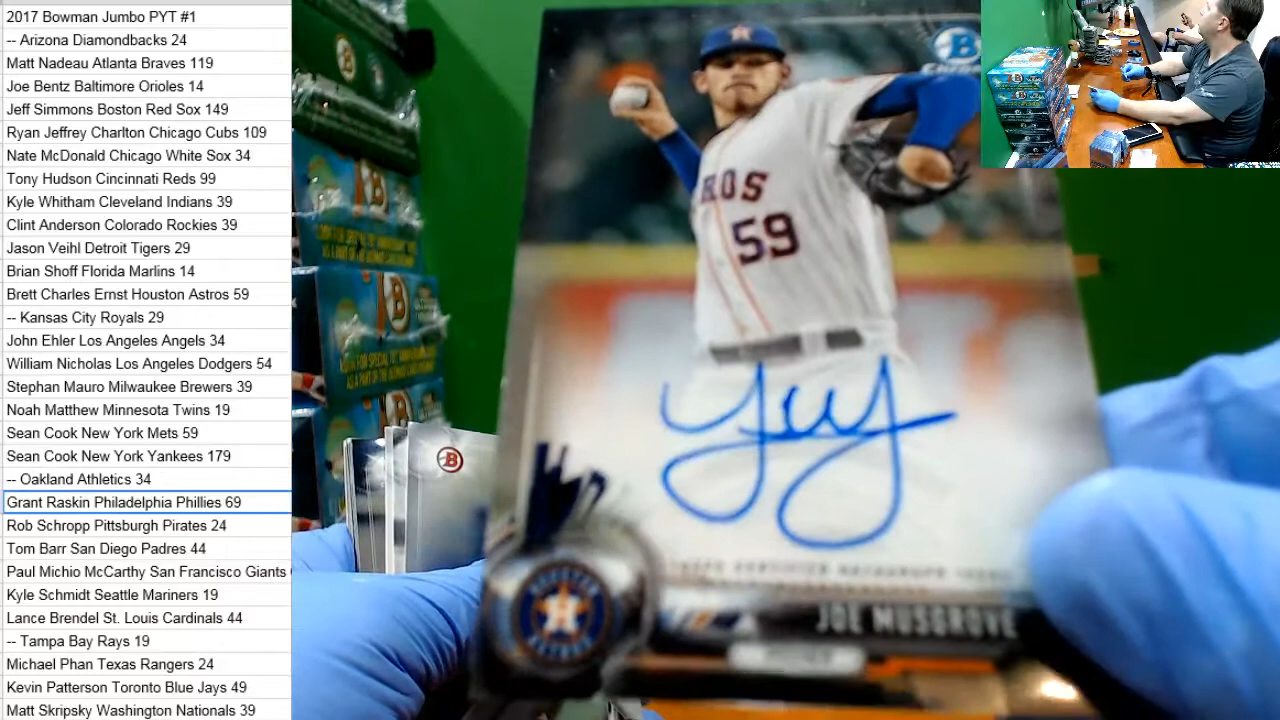 2017 Bowman Jumbo PYT #1
-- Arizona Diamondbacks 24
Matt Nadeau Atlanta Braves 119
Joe Bentz Baltimore Orioles 14
Jeff Simmons Boston Red Sox 149
Ryan Jeffrey Charlton Chicago Cubs 109
Nate McDonald Chicago White Sox 34
Tony Hudson Cincinnati Reds 99
Kyle Whitham Cleveland Indians 39
Clint Anderson Colorado Rockies 39
Jason Veihl Detroit Tigers 29
Brian Shoff Florida Marlins 14
Brett Charles Ernst Houston Astros 59
-- Kansas City Royals 29
John Ehler Los Angeles Angels 34
William Nicholas Los Angeles Dodgers 54
Stephan Mauro Milwaukee Brewers 39
Noah Matthew Minnesota Twins 19
Sean Cook New York Mets 59
Sean Cook New York Yankees 179
-- Oakland Athletics 34
Grant Raskin Philadelphia Phillies 69
Rob Schropp Pittsburgh Pirates 24
Tom Barr San Diego Padres 44
Paul Michio McCarthy San Francisco Giants
Kyle Schmidt Seattle Mariners 19
Lance Brendel St. Louis Cardinals 44
-- Tampa Bay Rays 19
Michael Phan Texas Rangers 24
Kevin Patterson Toronto Blue Jays 49
Matt Skripsky Washington Nationals 39
B
ROS
59
TOPPS CERTIFIED AUTOGRAPH ISSUE
JOE MUSGROVE
B